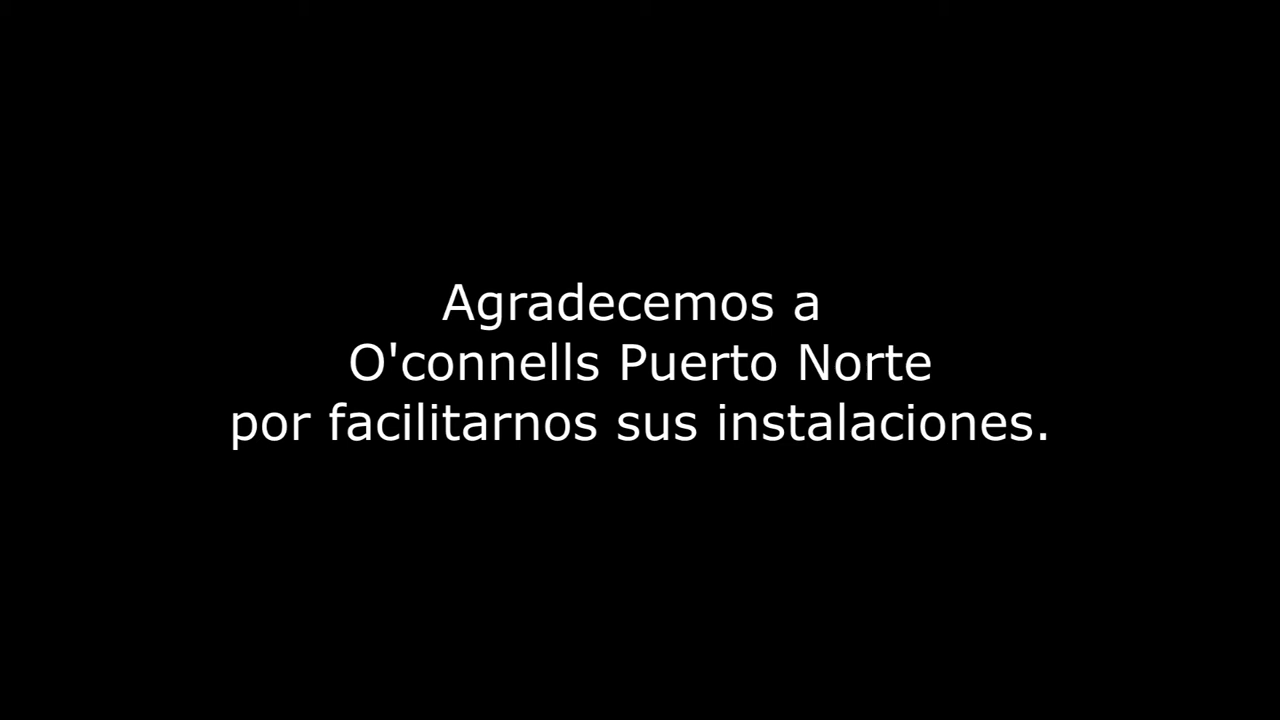 Agradecemos a
O'connells Puerto Norte
por facilitarnos sus instalaciones.